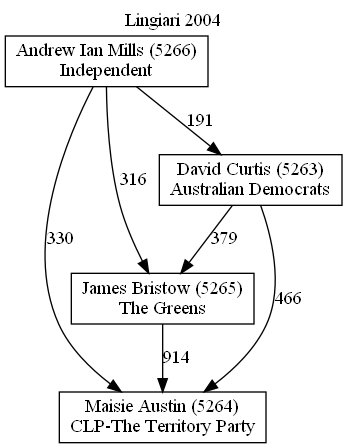 Lingiari 2004
Andrew Ian Mills (5266)
Independent
191
David Curtis (5263)
Australian Democrats
316
330
379
James Bristow (5265)
The Greens
466
914
Maisie Austin (5264)
CLP-The Territory Party